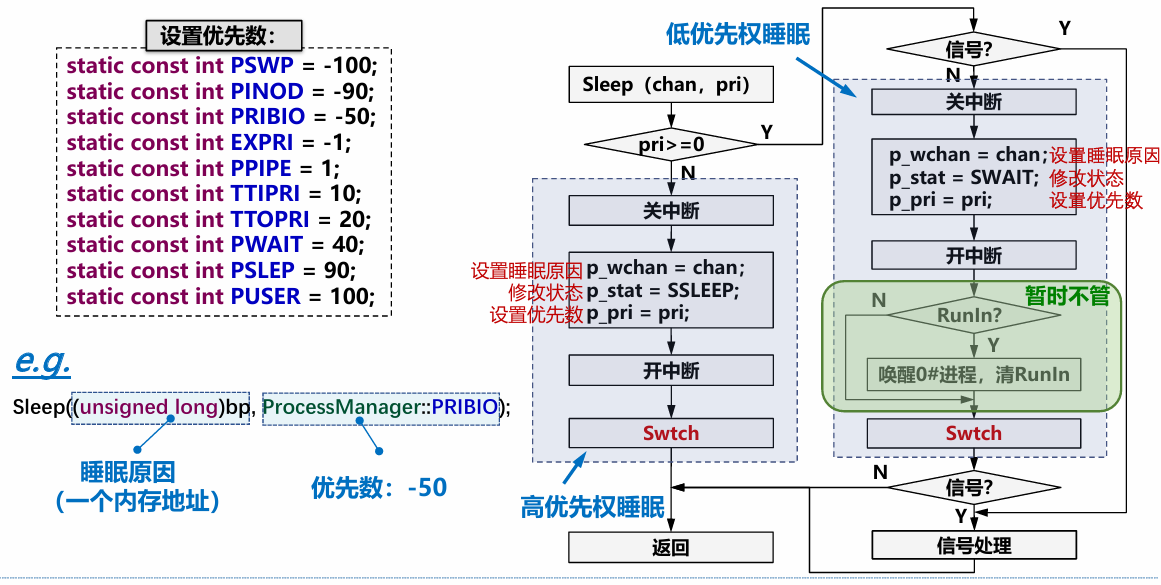 设置优先数：
static const int PSWP = -100;
static const int PINOD = -90;
static const int PRIBIO = -50;
static const int EXPRI = -1;
static const int PPIPE = 1;
static const int TTIPRI = 10;
static const int TTOPRI = 20;
static const int PWAIT = 40;
static const int PSLEP = 90;
static const int PUSER = 100;
e.g.
Sleep((unsigned long)bp, ProcessManager::PRIBIO);
睡眠原因
（一个内存地址）
优先数：-50
Sleep（chan，pri）
pri>=0
Y
N
关中断
设置睡眠原因 p_wchan = chan;
修改状态 p_stat = SSLEEP;
设置优先数 p_pri = pri;
开中断
Swtch
高优先权睡眠
返回
低优先权睡眠
信号？
Y
N
关中断
p_wchan = chan; 设置睡眠原因
p_stat = SWAIT; 修改状态
p_pri = pri; 设置优先数
开中断
暂时不管
N
RunIn?
Y
唤醒0#进程，清RunIn
Swtch
N
信号？
Y
信号处理